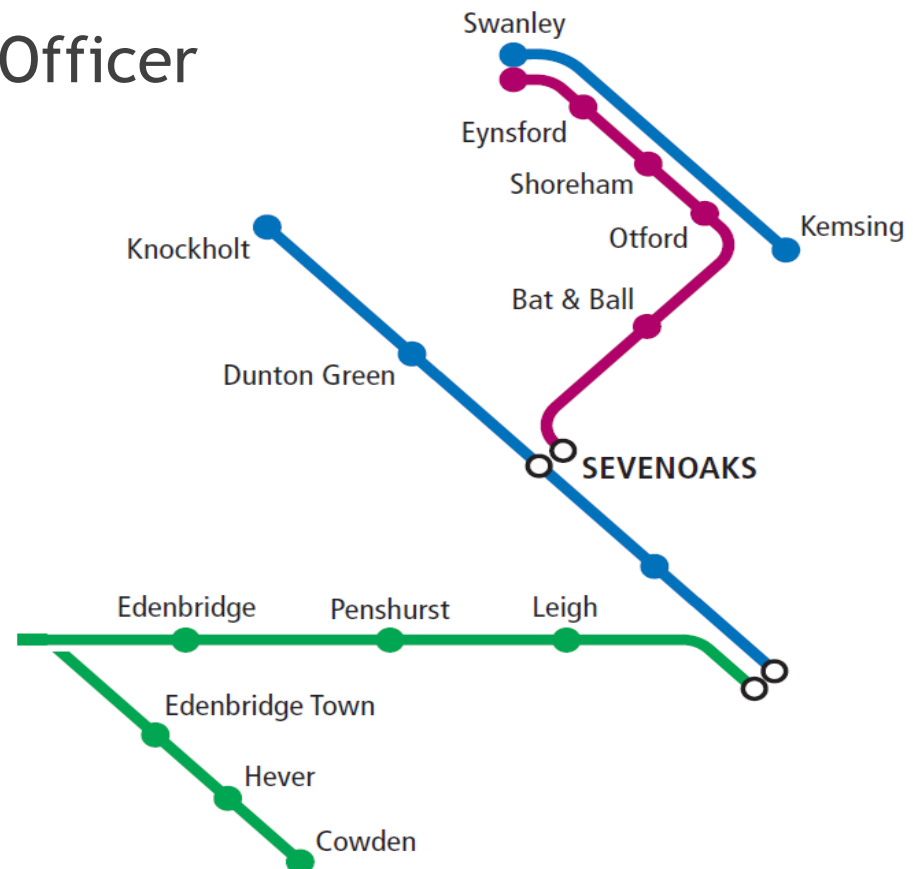 Officer
Swanley
Eynsford
Shoreham
Otford
Kemsing
Knockholt
Bat & Ball
Dunton Green
SEVENOAKS
Edenbridge
Penshurst
Leigh
Edenbridge Town
Hever
Cowden